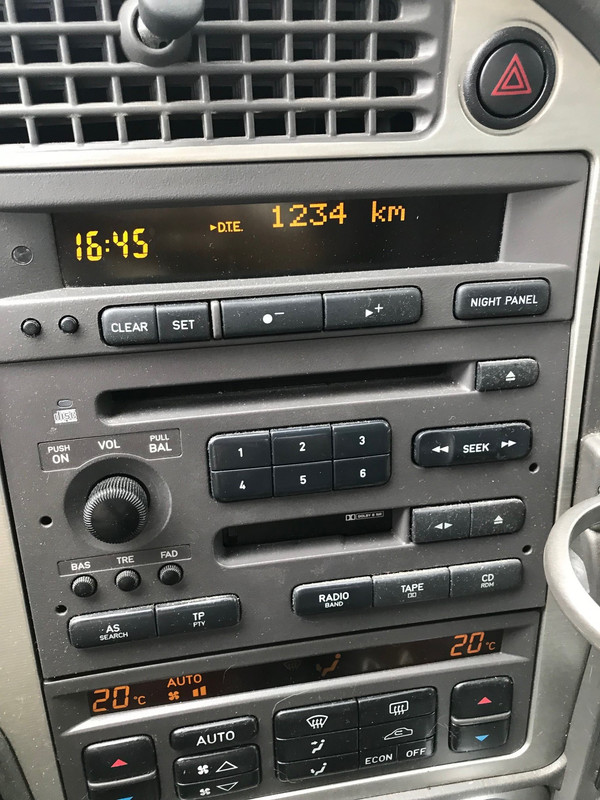 16:45 ▸D.T.E. 1234 km
CLEAR SET ●− ▸+ NIGHT PANEL
PUSH ON VOL PULL BAL
1 2 3
◀◀ SEEK ▶▶
4 5 6
DOLBY B NR
BAS TRE FAD
RADIO BAND TAPE CD RDM
AS SEARCH TP PTY
20°C AUTO 20°C
AUTO
ECON OFF